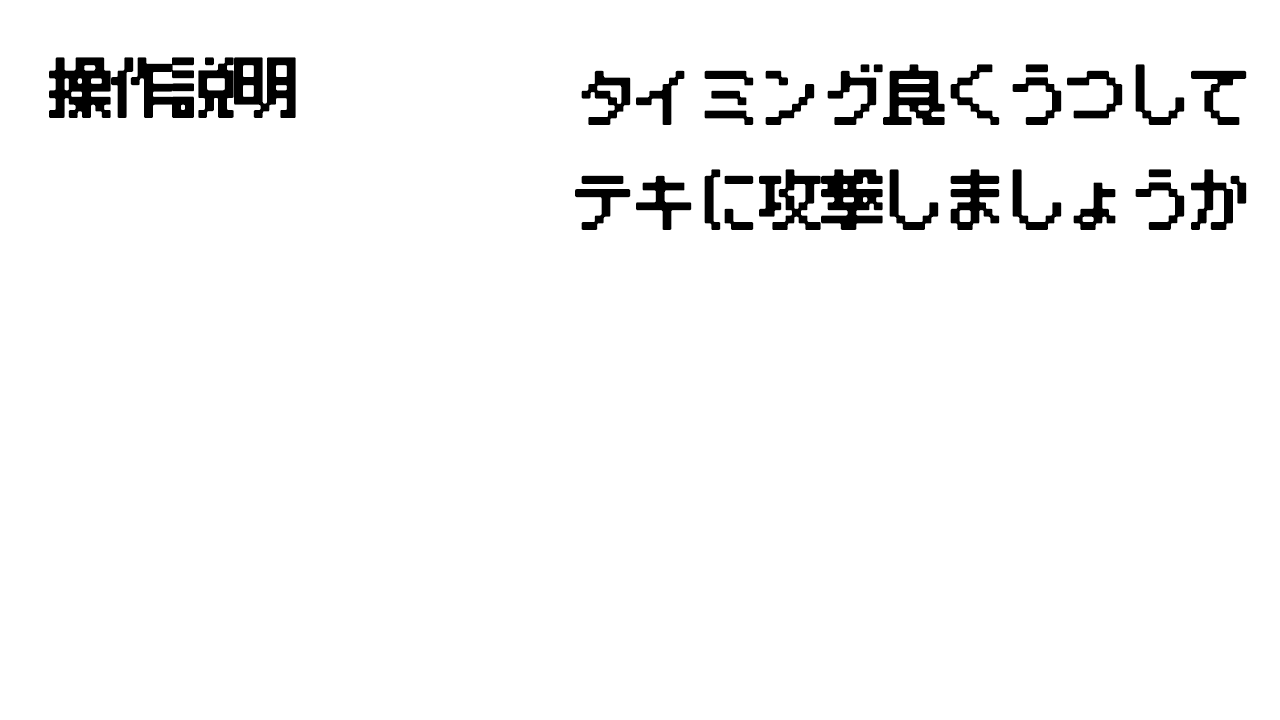 操作説明
タイミング良くうつして
テキに攻撃しましょうか